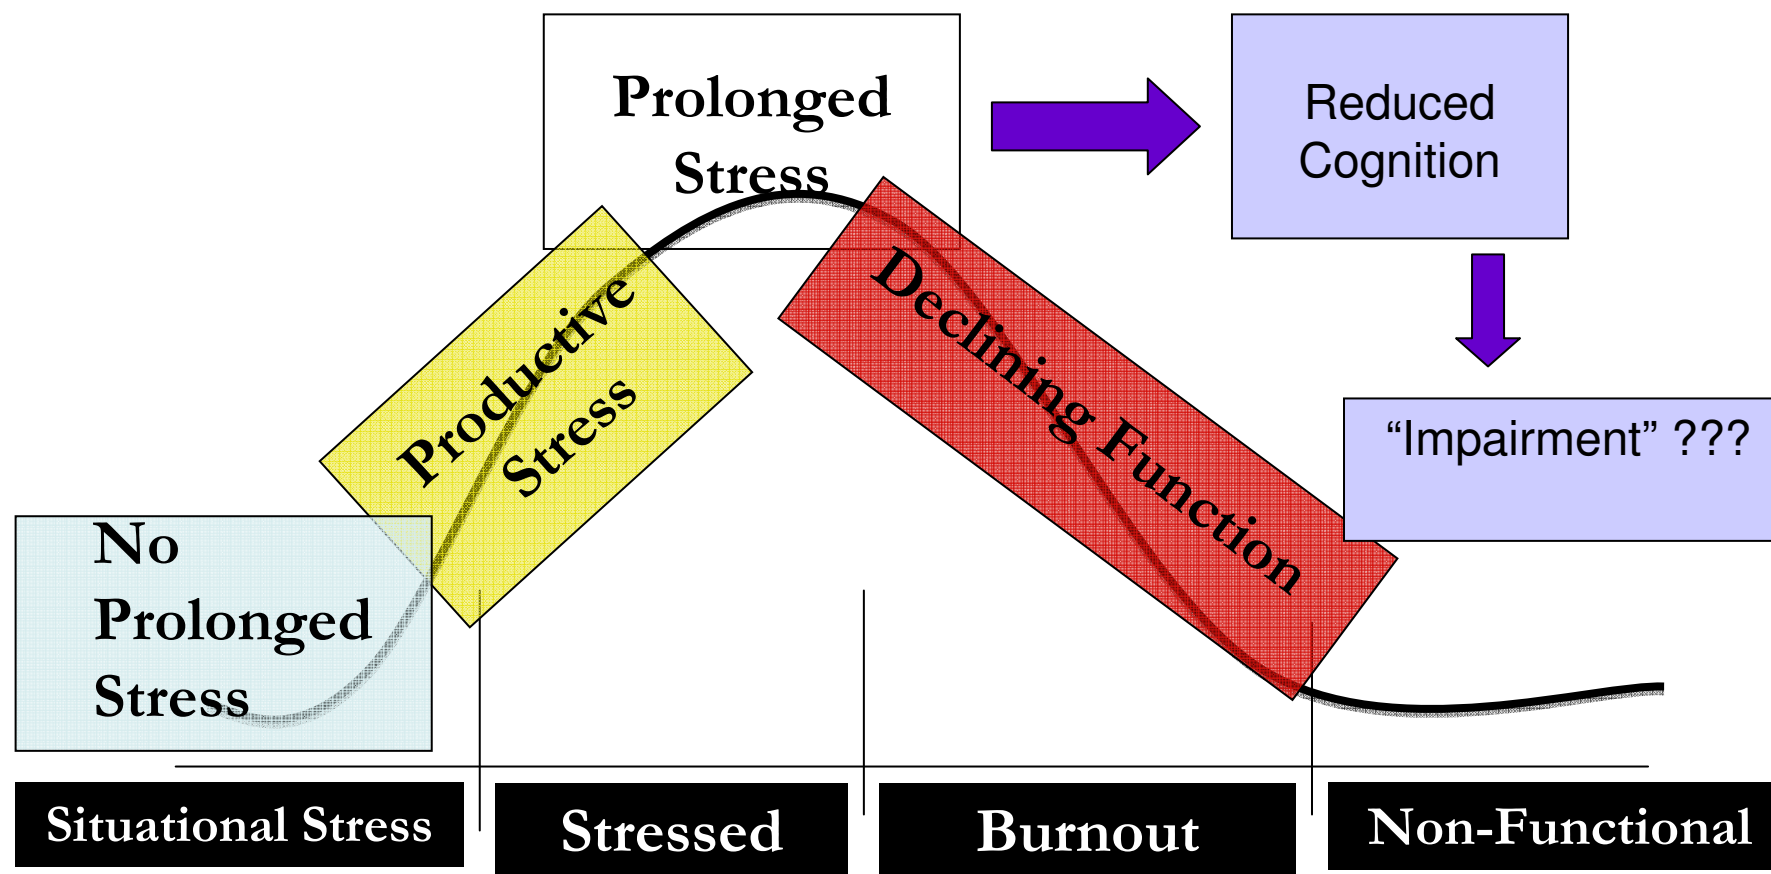 Prolonged
Stress
Reduced
Cognition
Productive
Stress
Declining Function
“Impairment” ???
No
Prolonged
Stress
Situational Stress
Stressed
Burnout
Non-Functional